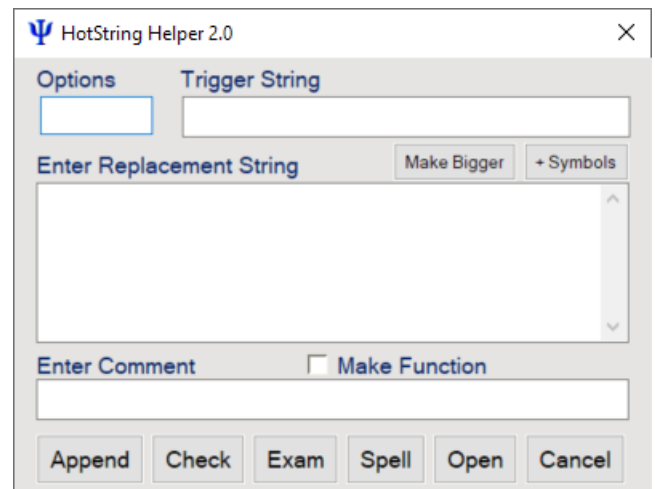 Ψ HotString Helper 2.0
Options Trigger String
Enter Replacement String Make Bigger + Symbols
Enter Comment Make Function
Append Check Exam Spell Open Cancel